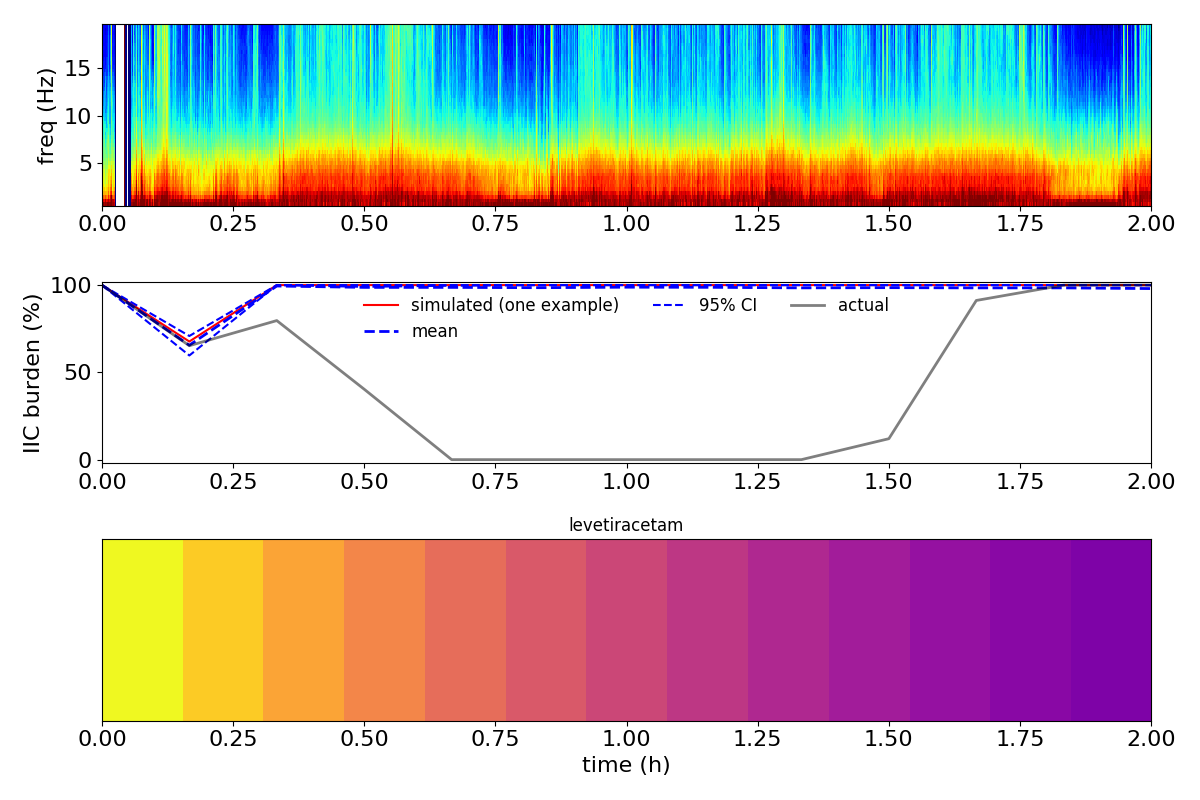 freq (Hz)
15
10
5
0.00 0.25 0.50 0.75 1.00 1.25 1.50 1.75 2.00
IIC burden (%)
100
50
0
simulated (one example) 95% CI actual
mean
0.00 0.25 0.50 0.75 1.00 1.25 1.50 1.75 2.00
levetiracetam
0.00 0.25 0.50 0.75 1.00 1.25 1.50 1.75 2.00
time (h)